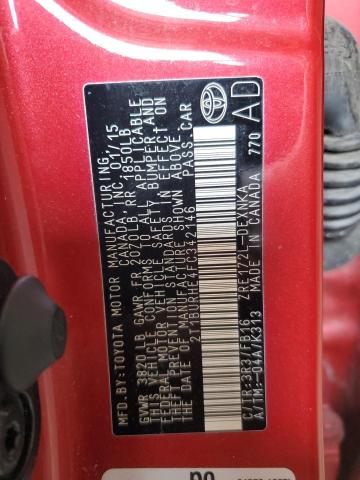 MFD.BY:TOYOTA MOTOR MANUFACTURING,
CANADA, INC. 01/15
GVWR 3820LB GAWR FR 2070LB RR 1850LB
THIS VEHICLE CONFORMS TO ALL APPLICABLE
FEDERAL MOTOR VEHICLE SAFETY, BUMPER AND
THEFT PREVENTION STANDARDS IN EFFECT ON
THE DATE OF MANUFACTURE SHOWN ABOVE.
2T1BURHE4FC342146 PASS.CAR
TOYOTA
AD
ZRE172L-DEXNKA
C/TR:3R3/FB16
A/TM:-04A/K313 MADE IN CANADA 770